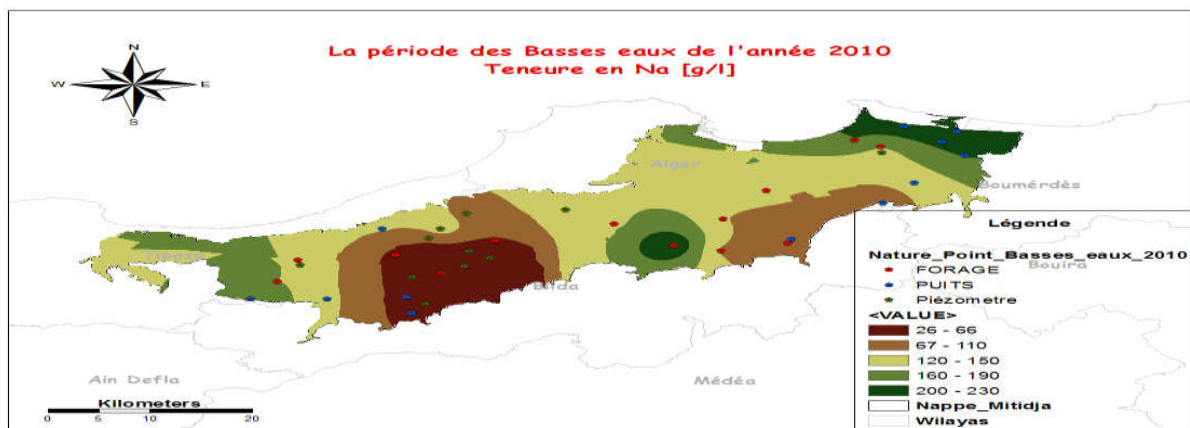 La période des Basses eaux de l'année 2010
Teneure en Na [g/l]
N
W
E
S
Alger
Boumérdès
Tipasa
Blida
Bouira
Ain Defla
Médéa
Kilometers
0 5 10 20
Légende
Nature_Point_Basses_eaux_2010
FORAGE
PUITS
Piézometre
<VALUE>
26 - 66
67 - 110
120 - 150
160 - 190
200 - 230
Nappe_Mitidja
Wilayas